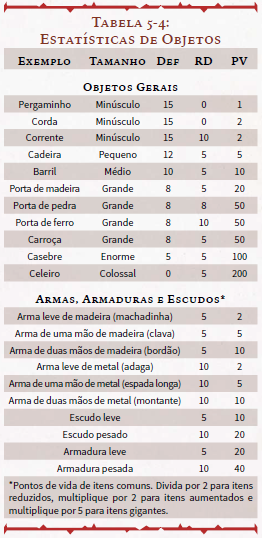 TABELA 5-4:
ESTATÍSTICAS DE OBJETOS
EXEMPLO TAMANHO DEF RD PV
OBJETOS GERAIS
Pergaminho Minúsculo 15 0 1
Corda Minúsculo 15 0 2
Corrente Minúsculo 15 10 2
Cadeira Pequeno 12 5 5
Barril Médio 10 5 10
Porta de madeira Grande 8 5 20
Porta de pedra Grande 8 8 50
Porta de ferro Grande 8 10 50
Carroça Grande 8 5 50
Casebre Enorme 5 5 100
Celeiro Colossal 0 5 200
ARMAS, ARMADURAS E ESCUDOS*
Arma leve de madeira (machadinha) 5 2
Arma de uma mão de madeira (clava) 5 5
Arma de duas mãos de madeira (bordão) 5 10
Arma leve de metal (adaga) 10 2
Arma de uma mão de metal (espada longa) 10 5
Arma de duas mãos de metal (montante) 10 10
Escudo leve 5 10
Escudo pesado 10 20
Armadura leve 5 20
Armadura pesada 10 40
*Pontos de vida de itens comuns. Divida por 2 para itens
reduzidos, multiplique por 2 para itens aumentados e
multiplique por 5 para itens gigantes.